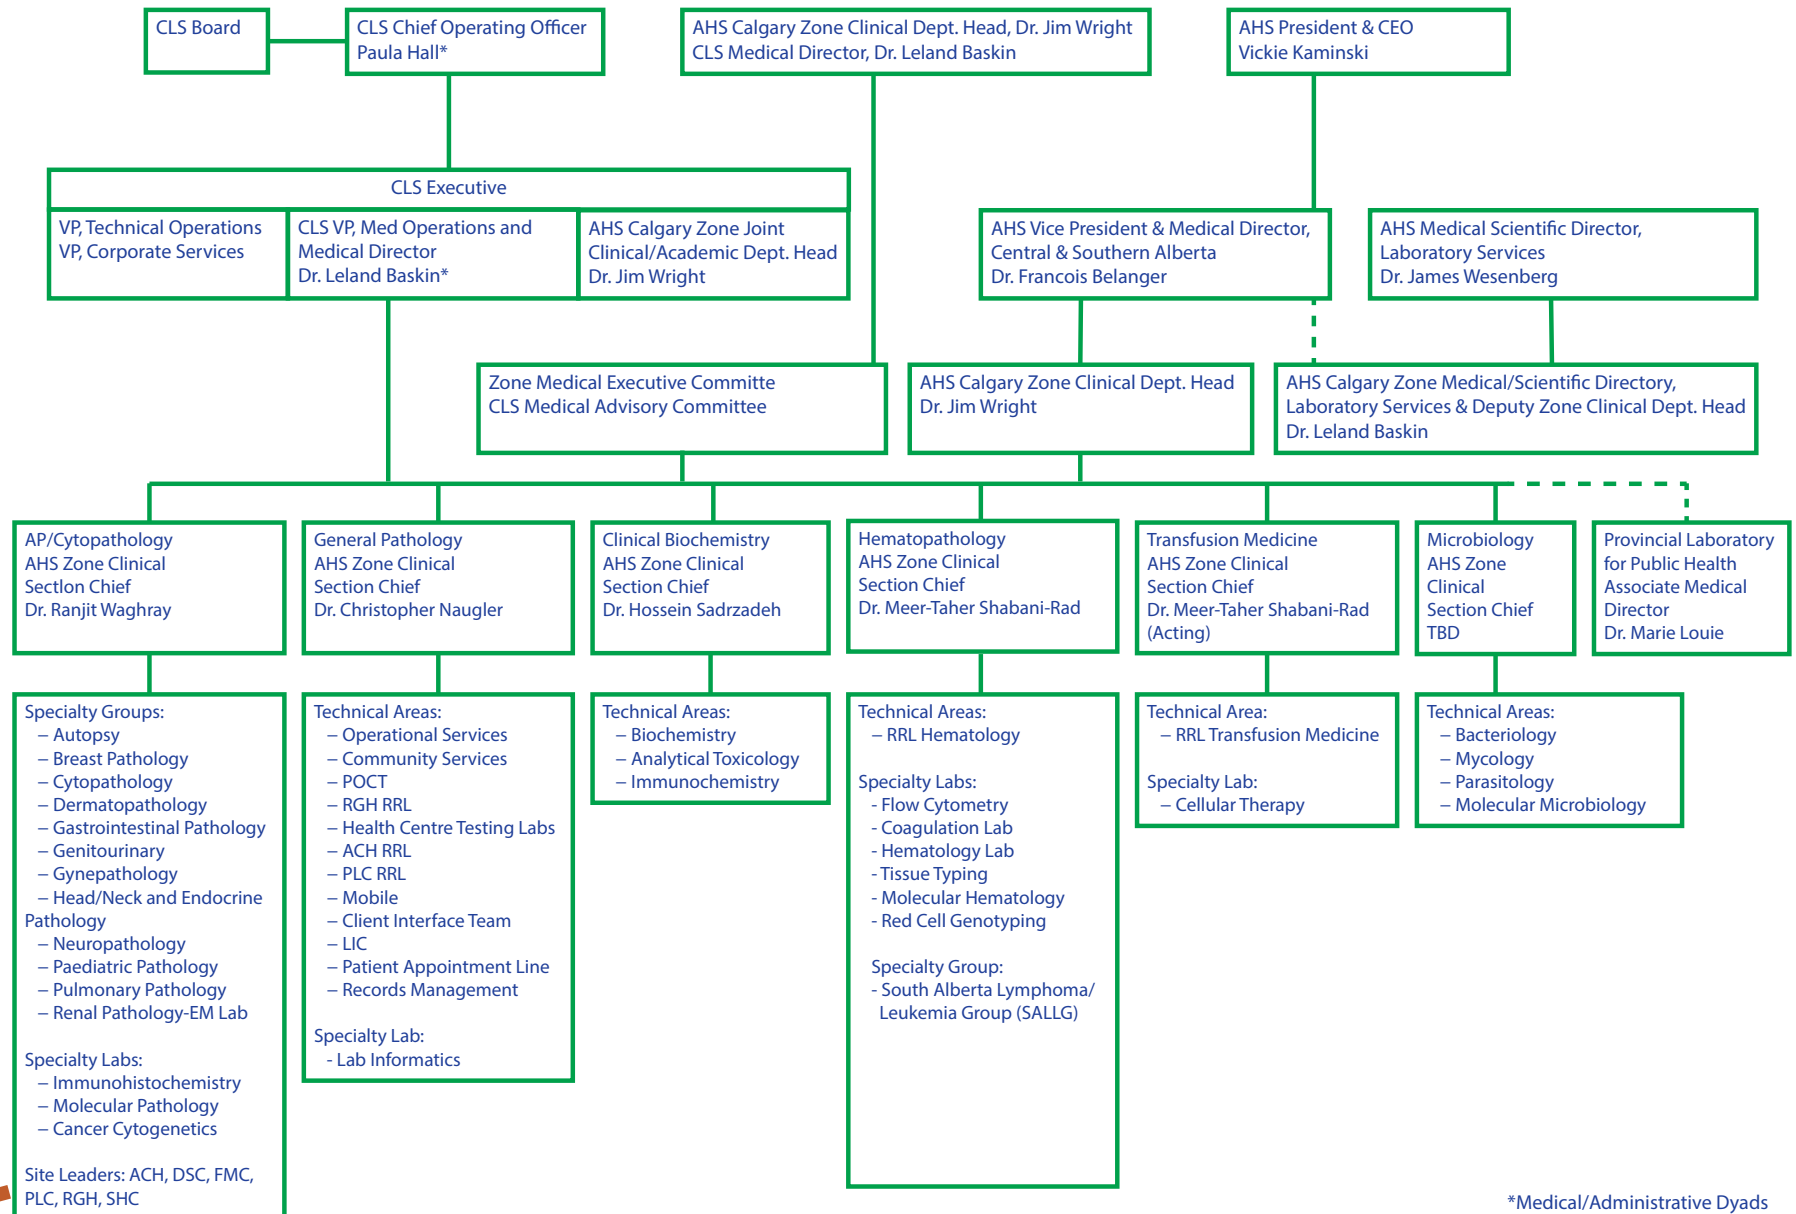 CLS Board
CLS Chief Operating Officer
Paula Hall*
AHS Calgary Zone Clinical Dept. Head, Dr. Jim Wright
CLS Medical Director, Dr. Leland Baskin
AHS President & CEO
Vickie Kaminski
CLS Executive
VP, Technical Operations
VP, Corporate Services
CLS VP, Med Operations and
Medical Director
Dr. Leland Baskin*
AHS Calgary Zone Joint
Clinical/Academic Dept. Head
Dr. Jim Wright
AHS Vice President & Medical Director,
Central & Southern Alberta
Dr. Francois Belanger
AHS Medical Scientific Director,
Laboratory Services
Dr. James Wesenberg
Zone Medical Executive Committe
CLS Medical Advisory Committee
AHS Calgary Zone Clinical Dept. Head
Dr. Jim Wright
AHS Calgary Zone Medical/Scientific Directory,
Laboratory Services & Deputy Zone Clinical Dept. Head
Dr. Leland Baskin
AP/Cytopathology
AHS Zone Clinical
SectIon Chief
Dr. Ranjit Waghray
General Pathology
AHS Zone Clinical
Section Chief
Dr. Christopher Naugler
Clinical Biochemistry
AHS Zone Clinical
Section Chief
Dr. Hossein Sadrzadeh
Hematopathology
AHS Zone Clinical
Section Chief
Dr. Meer-Taher Shabani-Rad
Transfusion Medicine
AHS Zone Clinical
Section Chief
Dr. Meer-Taher Shabani-Rad
(Acting)
Microbiology
AHS Zone
Clinical
Section Chief
TBD
Provincial Laboratory
for Public Health
Associate Medical
Director
Dr. Marie Louie
Specialty Groups:
– Autopsy
– Breast Pathology
– Cytopathology
– Dermatopathology
– Gastrointestinal Pathology
– Genitourinary
– Gynepathology
– Head/Neck and Endocrine
Pathology
– Neuropathology
– Paediatric Pathology
– Pulmonary Pathology
– Renal Pathology-EM Lab
Specialty Labs:
– Immunohistochemistry
– Molecular Pathology
– Cancer Cytogenetics
Site Leaders: ACH, DSC, FMC,
PLC, RGH, SHC
Technical Areas:
– Operational Services
– Community Services
– POCT
– RGH RRL
– Health Centre Testing Labs
– ACH RRL
– PLC RRL
– Mobile
– Client Interface Team
– LIC
– Patient Appointment Line
– Records Management
Specialty Lab:
- Lab Informatics
Technical Areas:
– Biochemistry
– Analytical Toxicology
– Immunochemistry
Technical Areas:
– RRL Hematology
Specialty Labs:
- Flow Cytometry
- Coagulation Lab
- Hematology Lab
- Tissue Typing
- Molecular Hematology
- Red Cell Genotyping
Specialty Group:
- South Alberta Lymphoma/
Leukemia Group (SALLG)
Technical Area:
– RRL Transfusion Medicine
Specialty Lab:
– Cellular Therapy
Technical Areas:
– Bacteriology
– Mycology
– Parasitology
– Molecular Microbiology
*Medical/Administrative Dyads